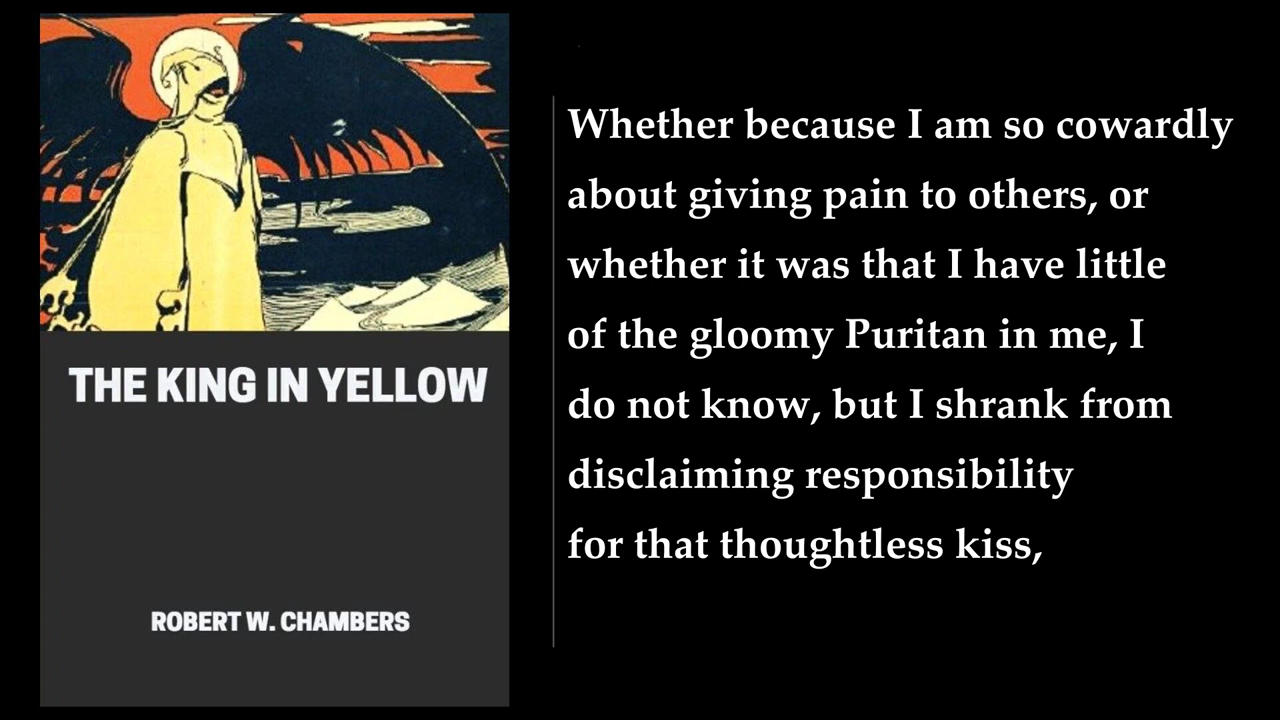 THE KING IN YELLOW
ROBERT W. CHAMBERS
Whether because I am so cowardly
about giving pain to others, or
whether it was that I have little
of the gloomy Puritan in me, I
do not know, but I shrank from
disclaiming responsibility
for that thoughtless kiss,